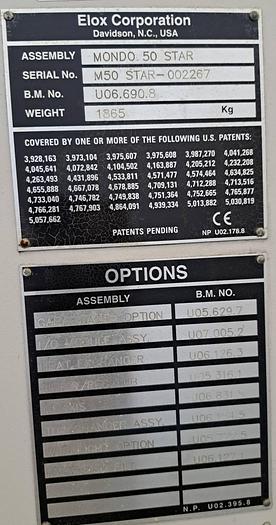 Elox Corporation
Davidson, N.C., USA
ASSEMBLY MONDO 50 STAR
SERIAL No. M50 STAR-002267
B.M. No. U06.690.8
WEIGHT 1865 Kg
COVERED BY ONE OR MORE OF THE FOLLOWING U.S. PATENTS:
3,928,163 3,973,104 3,975,607 3,975,608 3,987,270 4,041,268
4,045,641 4,072,842 4,104,502 4,163,887 4,205,212 4,232,208
4,263,493 4,431,896 4,533,811 4,571,477 4,574,464 4,634,825
4,655,888 4,667,078 4,678,885 4,709,131 4,712,288 4,713,516
4,733,040 4,746,782 4,749,838 4,751,364 4,752,665 4,765,877
4,766,281 4,767,903 4,864,091 4,939,334 5,013,882 5,030,819
5,057,662
PATENTS PENDING CE NP U02.178.8
OPTIONS
ASSEMBLY B.M. NO.
OPTION U05.629.7
ASSY. U07.005.2
HEAT EXCHANGER U06.126.3
ASSY.
OPTION
N.P. U02.395.8